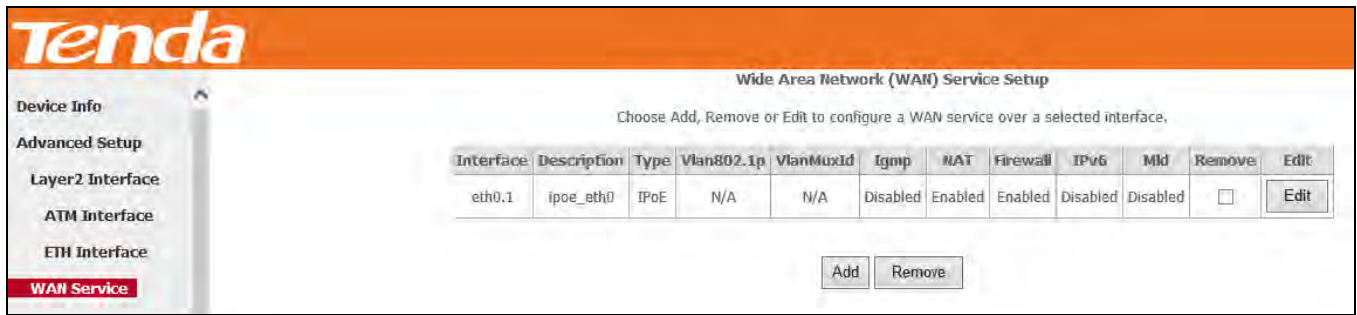 Tenda
Wide Area Network (WAN) Service Setup
Choose Add, Remove or Edit to configure a WAN service over a selected interface.
Device Info
Advanced Setup
Layer2 Interface
ATM Interface
ETH Interface
WAN Service
Interface Description Type Vlan802.1p VlanMuxId Igmp NAT Firewall IPv6 Mld Remove Edit
eth0.1 ipoe_eth0 IPoE N/A N/A Disabled Enabled Enabled Disabled Disabled Edit
Add Remove